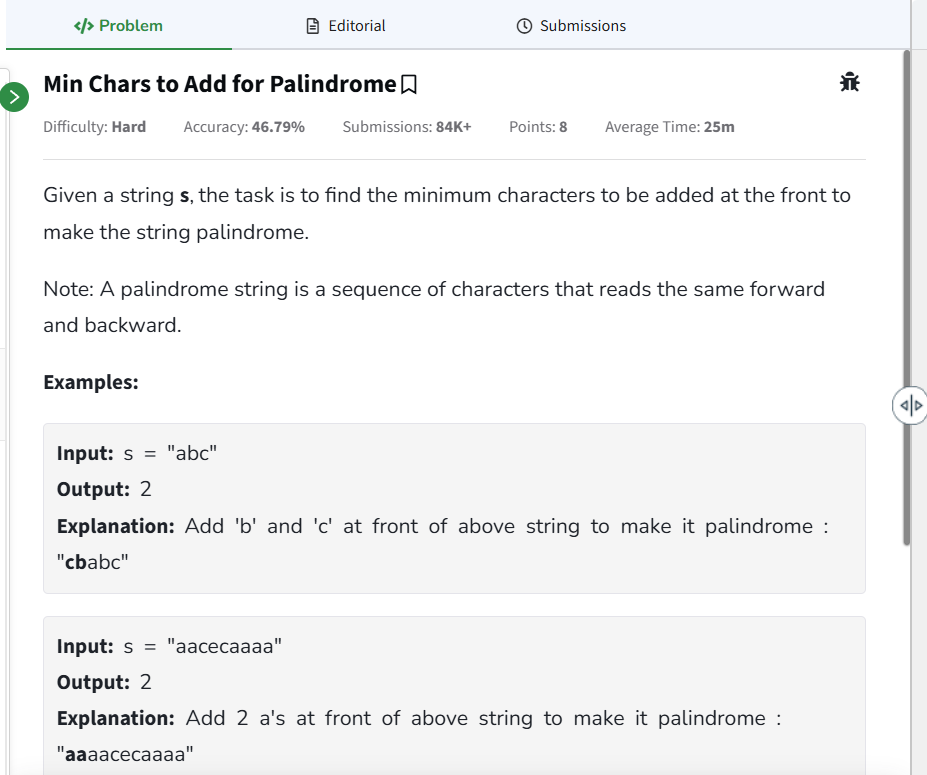 </> Problem
Editorial
Submissions
Min Chars to Add for Palindrome
Difficulty: Hard Accuracy: 46.79% Submissions: 84K+ Points: 8 Average Time: 25m
Given a string s, the task is to find the minimum characters to be added at the front to
make the string palindrome.
Note: A palindrome string is a sequence of characters that reads the same forward
and backward.
Examples:
Input: s = "abc"
Output: 2
Explanation: Add 'b' and 'c' at front of above string to make it palindrome :
"cbabc"
Input: s = "aacecaaaa"
Output: 2
Explanation: Add 2 a's at front of above string to make it palindrome :
"aaaacecaaaa"